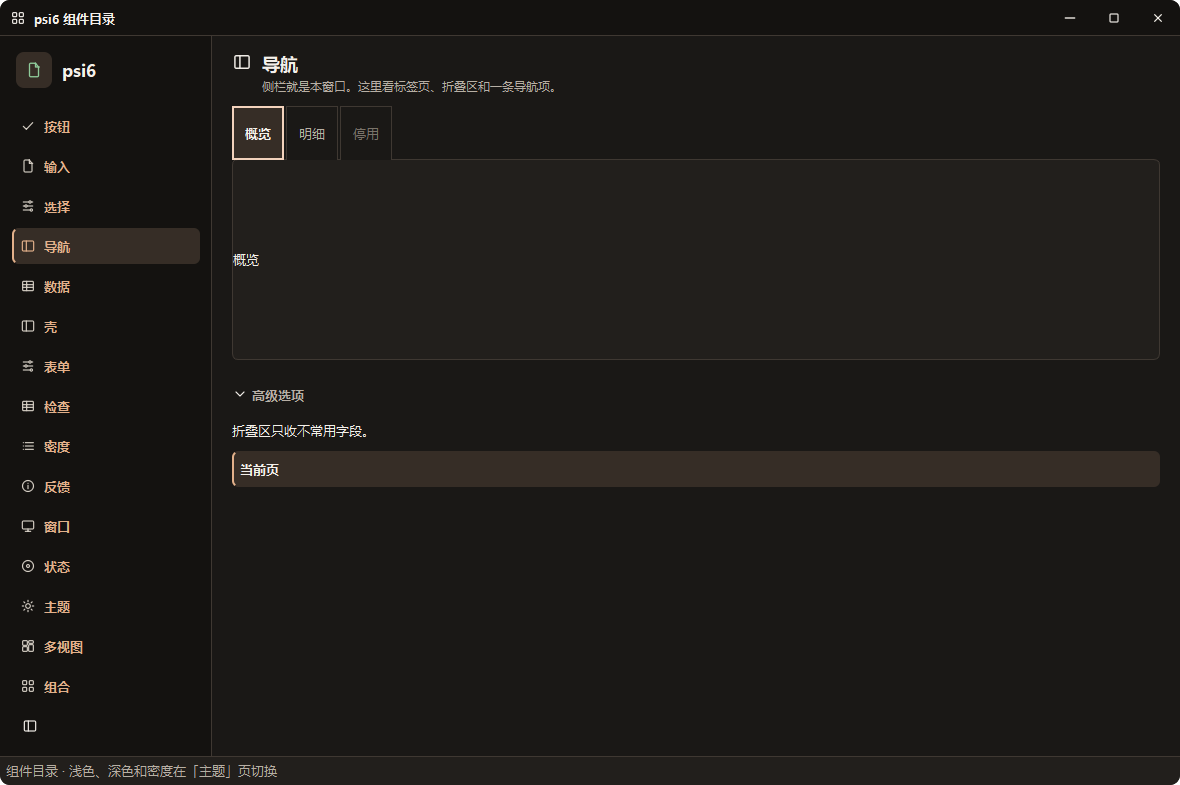 psi6 组件目录
psi6
按钮
输入
选择
导航
数据
壳
表单
检查
密度
反馈
窗口
状态
主题
多视图
组合
导航
侧栏就是本窗口。这里看标签页、折叠区和一条导航项。
概览 明细 停用
概览
高级选项
折叠区只收不常用字段。
当前页
组件目录 · 浅色、深色和密度在「主题」页切换